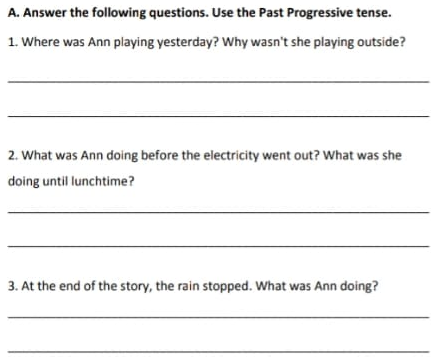 A. Answer the following questions. Use the Past Progressive tense.
1. Where was Ann playing yesterday? Why wasn't she playing outside?
2. What was Ann doing before the electricity went out? What was she
doing until lunchtime?
3. At the end of the story, the rain stopped. What was Ann doing?